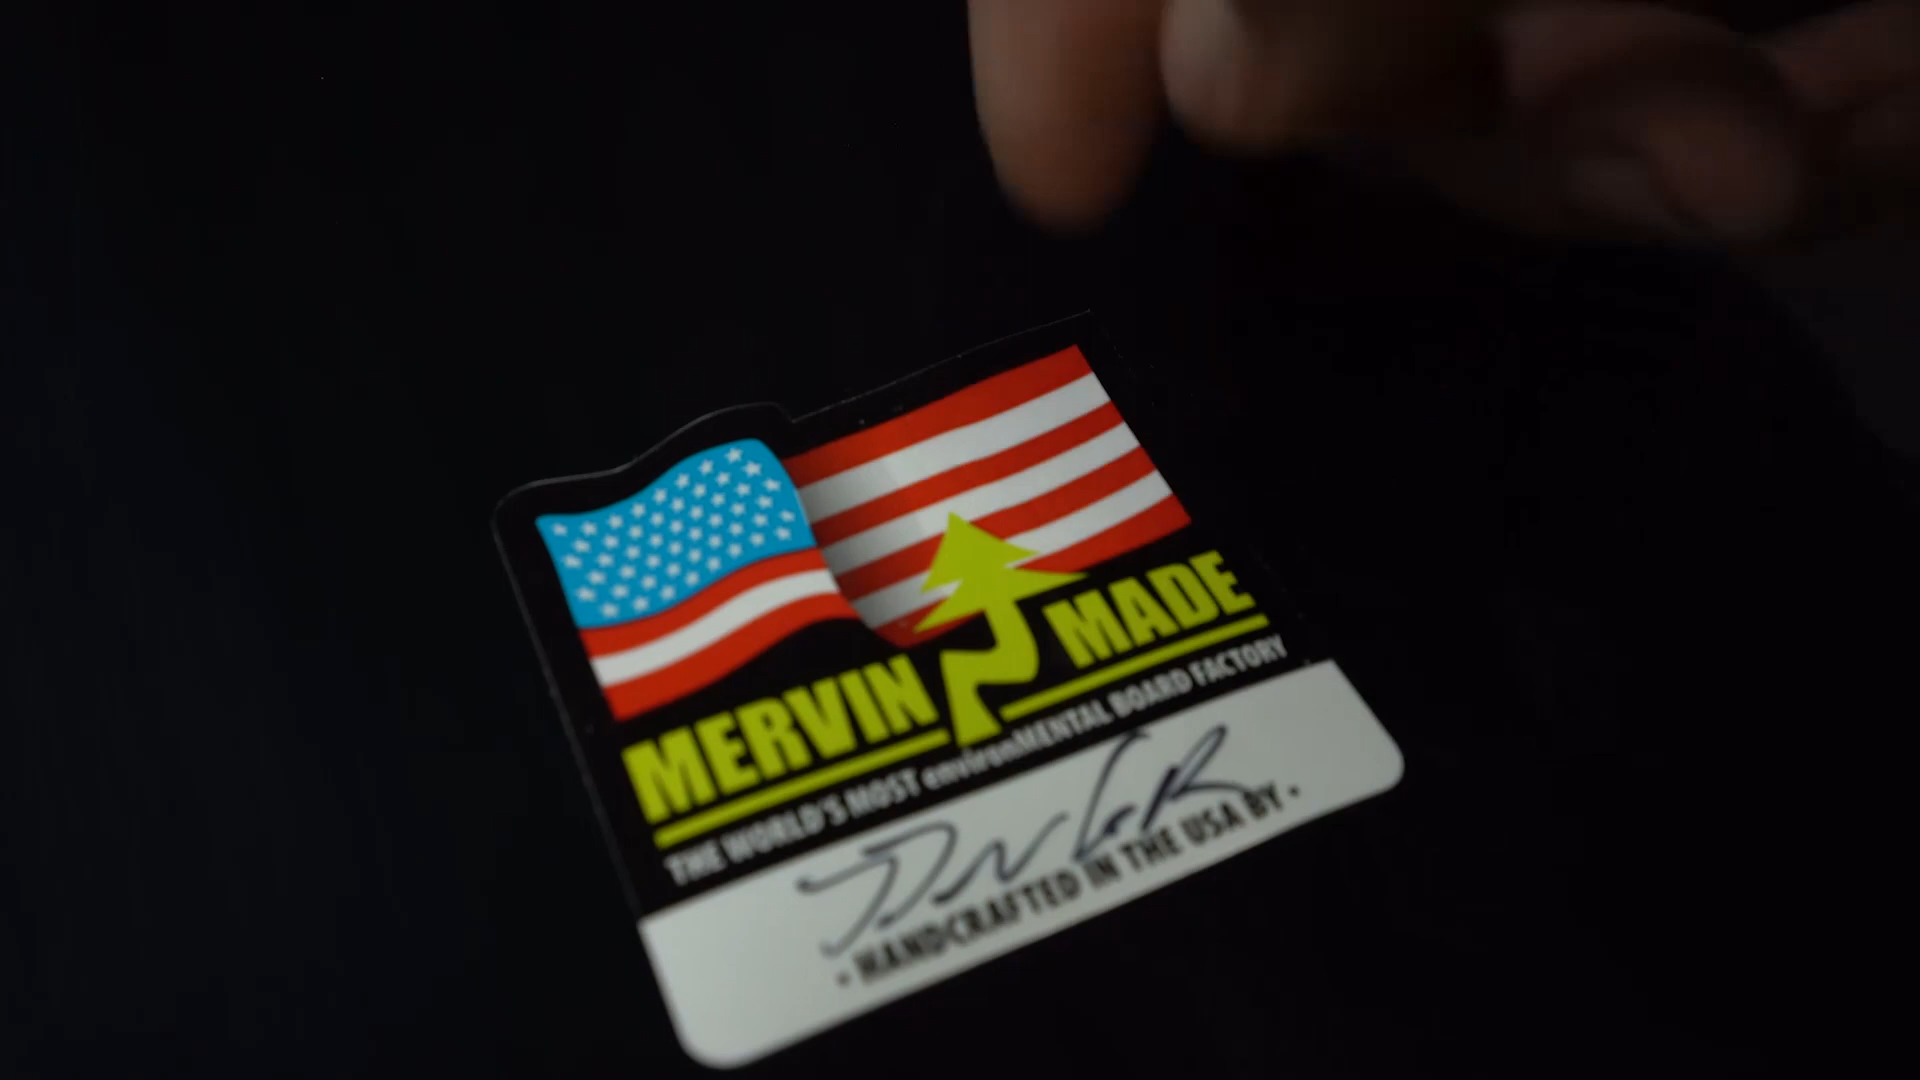 MERVIN MADE
THE WORLD'S MOST environMENTAL BOARD FACTORY
• HANDCRAFTED IN THE USA BY •